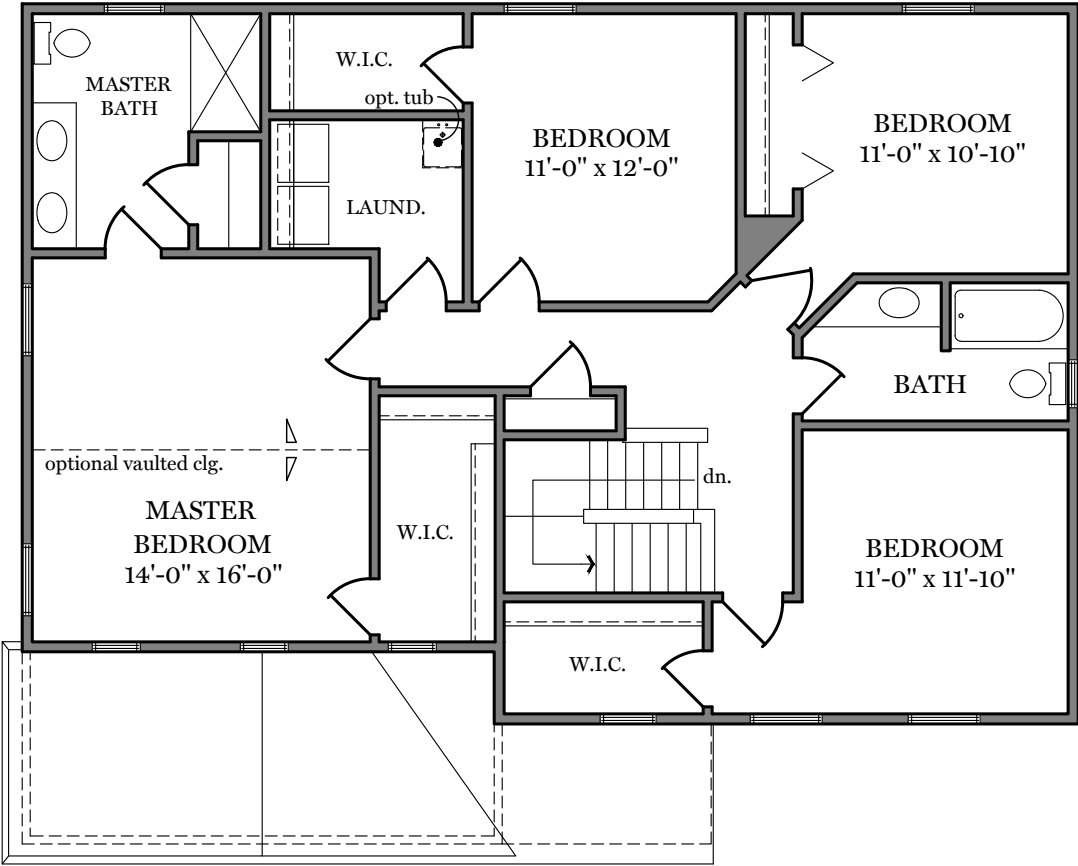 MASTER
BATH
W.I.C.
opt. tub
LAUND.
BEDROOM
11'-0" x 12'-0"
BEDROOM
11'-0" x 10'-10"
BATH
optional vaulted clg.
MASTER
BEDROOM
14'-0" x 16'-0"
W.I.C.
dn.
W.I.C.
BEDROOM
11'-0" x 11'-10"